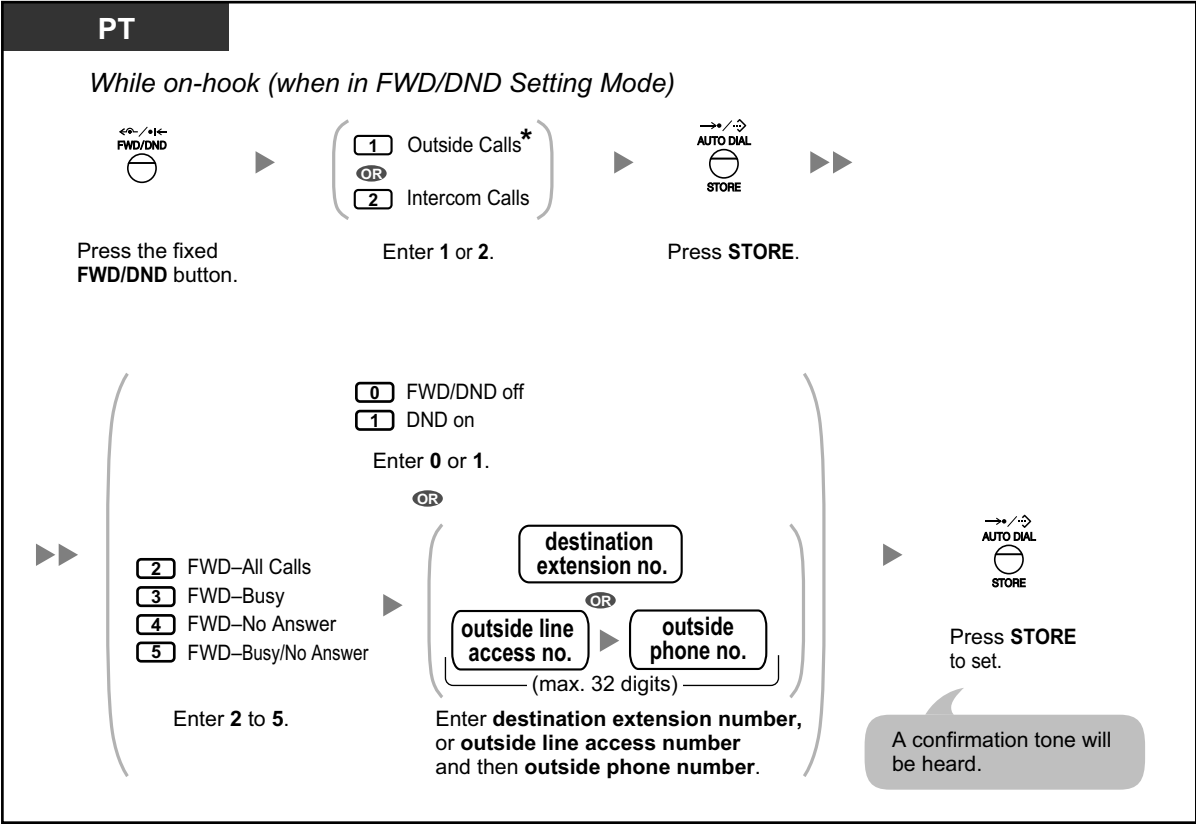 PT
While on-hook (when in FWD/DND Setting Mode)
FWD/DND
1 Outside Calls*
OR
2 Intercom Calls
AUTO DIAL
STORE
Press the fixed
FWD/DND button.
Enter 1 or 2.
Press STORE.
0 FWD/DND off
1 DND on
Enter 0 or 1.
OR
2 FWD–All Calls
3 FWD–Busy
4 FWD–No Answer
5 FWD–Busy/No Answer
Enter 2 to 5.
destination
extension no.
OR
outside line
access no.
outside
phone no.
(max. 32 digits)
Enter destination extension number,
or outside line access number
and then outside phone number.
AUTO DIAL
STORE
Press STORE
to set.
A confirmation tone will
be heard.